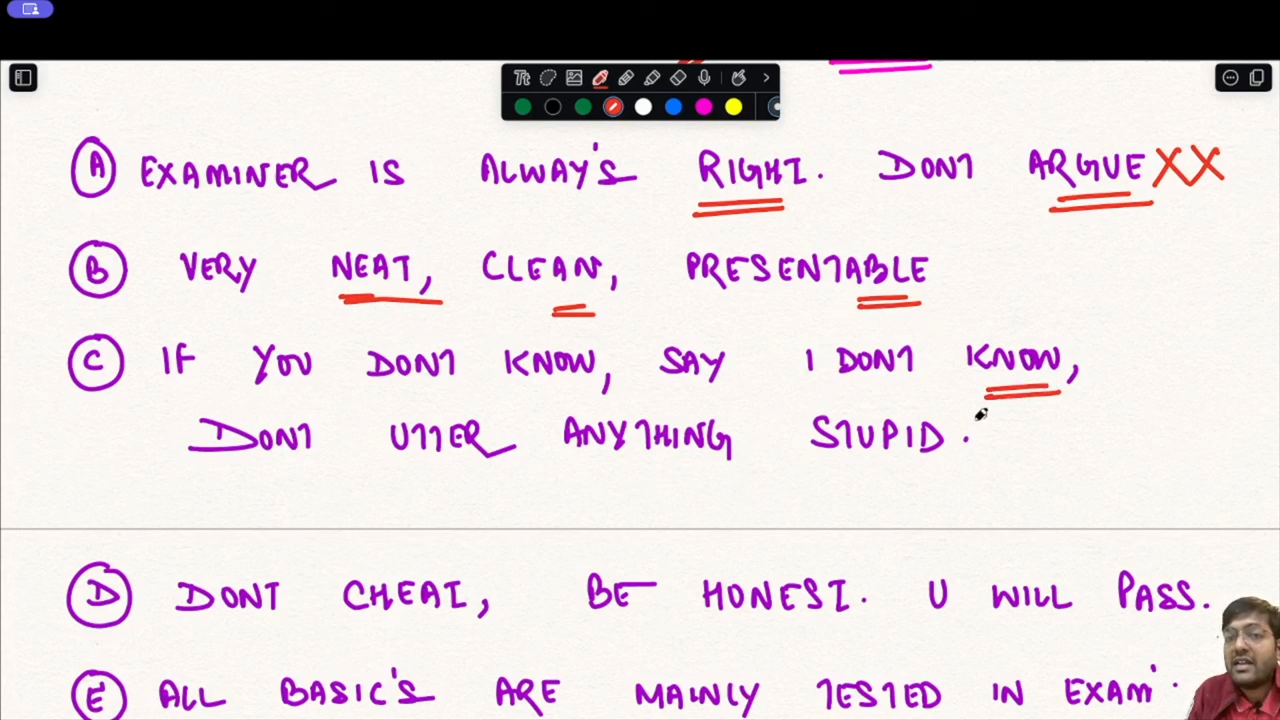 A EXAMINER IS ALWAY'S RIGHT. DONT ARGUE XX
B VERY NEAT, CLEAN, PRESENTABLE
C IF YOU DONT KNOW, SAY I DONT KNOW,
DONT UTTER ANYTHING STUPID.
D DONT CHEAT, BE HONEST. U WILL PASS.
E ALL BASIC'S ARE MAINLY TESTED IN EXAM.